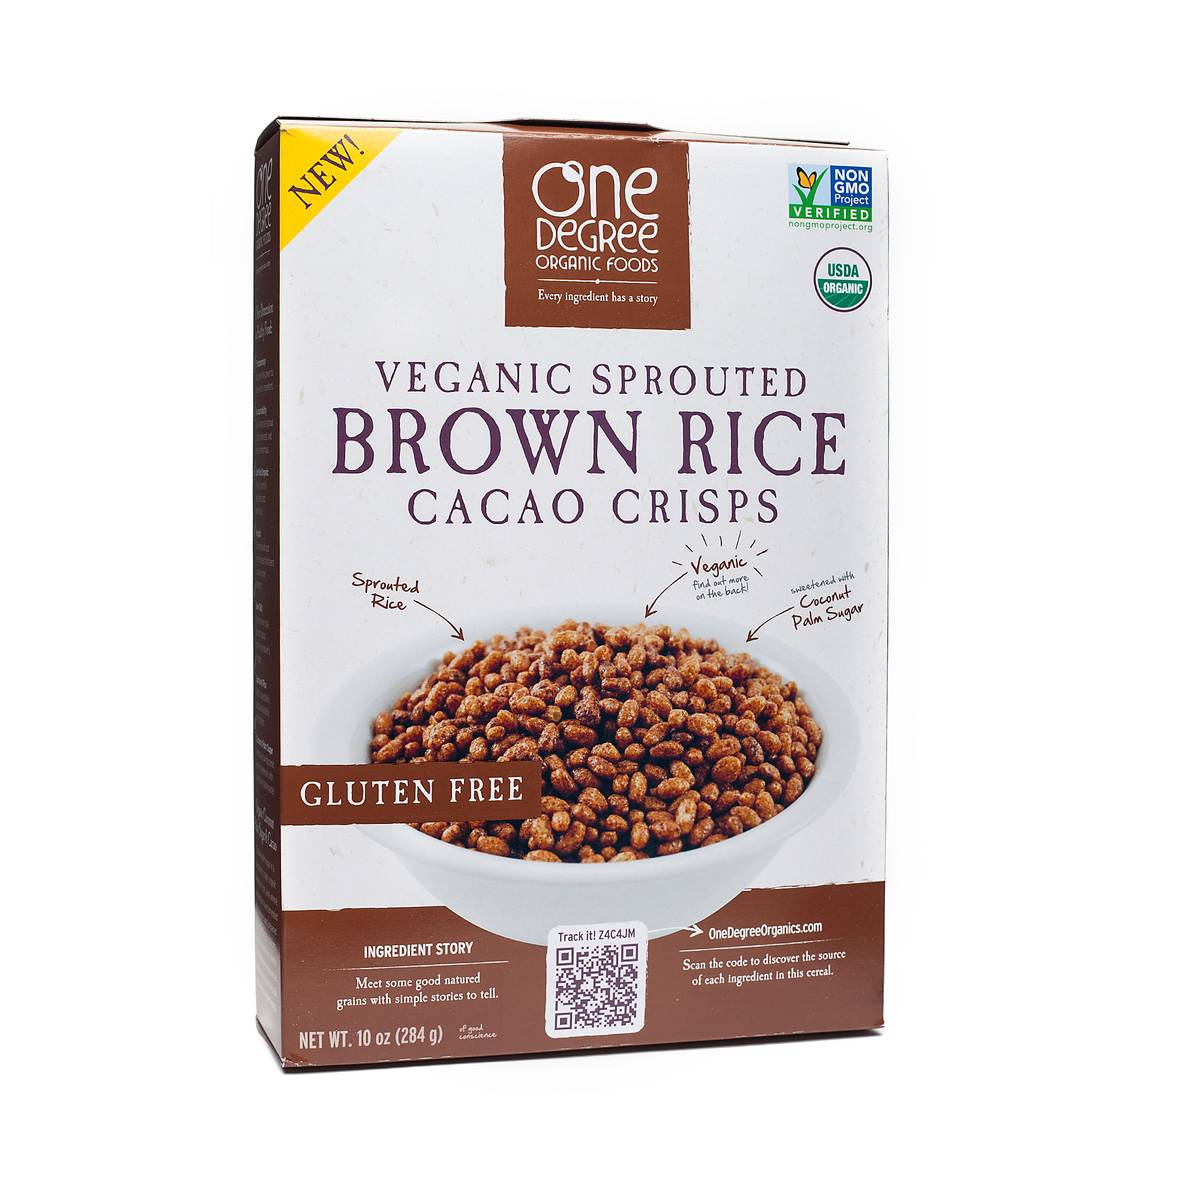 NEW!
One
DEGREE
ORGANIC FOODS
Every ingredient has a story
NON
GMO
Project
VERIFIED
nongmoproject.org
USDA
ORGANIC
VEGANIC SPROUTED
BROWN RICE
CACAO CRISPS
Sprouted
Rice
Veganic
find out more
on the back!
sweetened with
Coconut
Palm Sugar
GLUTEN FREE
INGREDIENT STORY
Meet some good natured
grains with simple stories to tell.
NET WT. 10 oz (284 g)
of good
conscience
Track it! Z4C4JM
OneDegreeOrganics.com
Scan the code to discover the source
of each ingredient in this cereal.
One
DEGREE